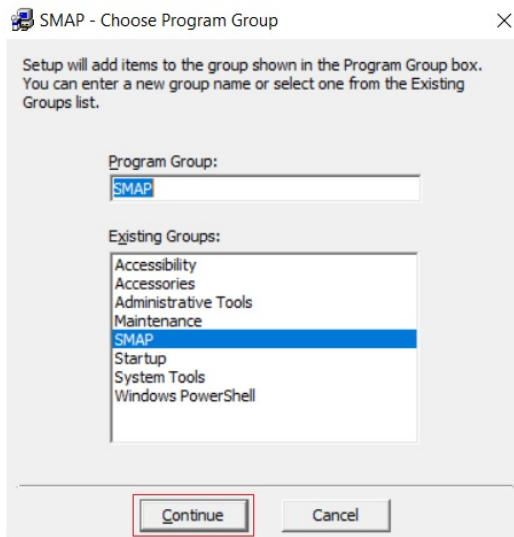 SMAP - Choose Program Group
Setup will add items to the group shown in the Program Group box.
You can enter a new group name or select one from the Existing
Groups list.
Program Group:
SMAP
Existing Groups:
Accessibility
Accessories
Administrative Tools
Maintenance
SMAP
Startup
System Tools
Windows PowerShell
Continue
Cancel